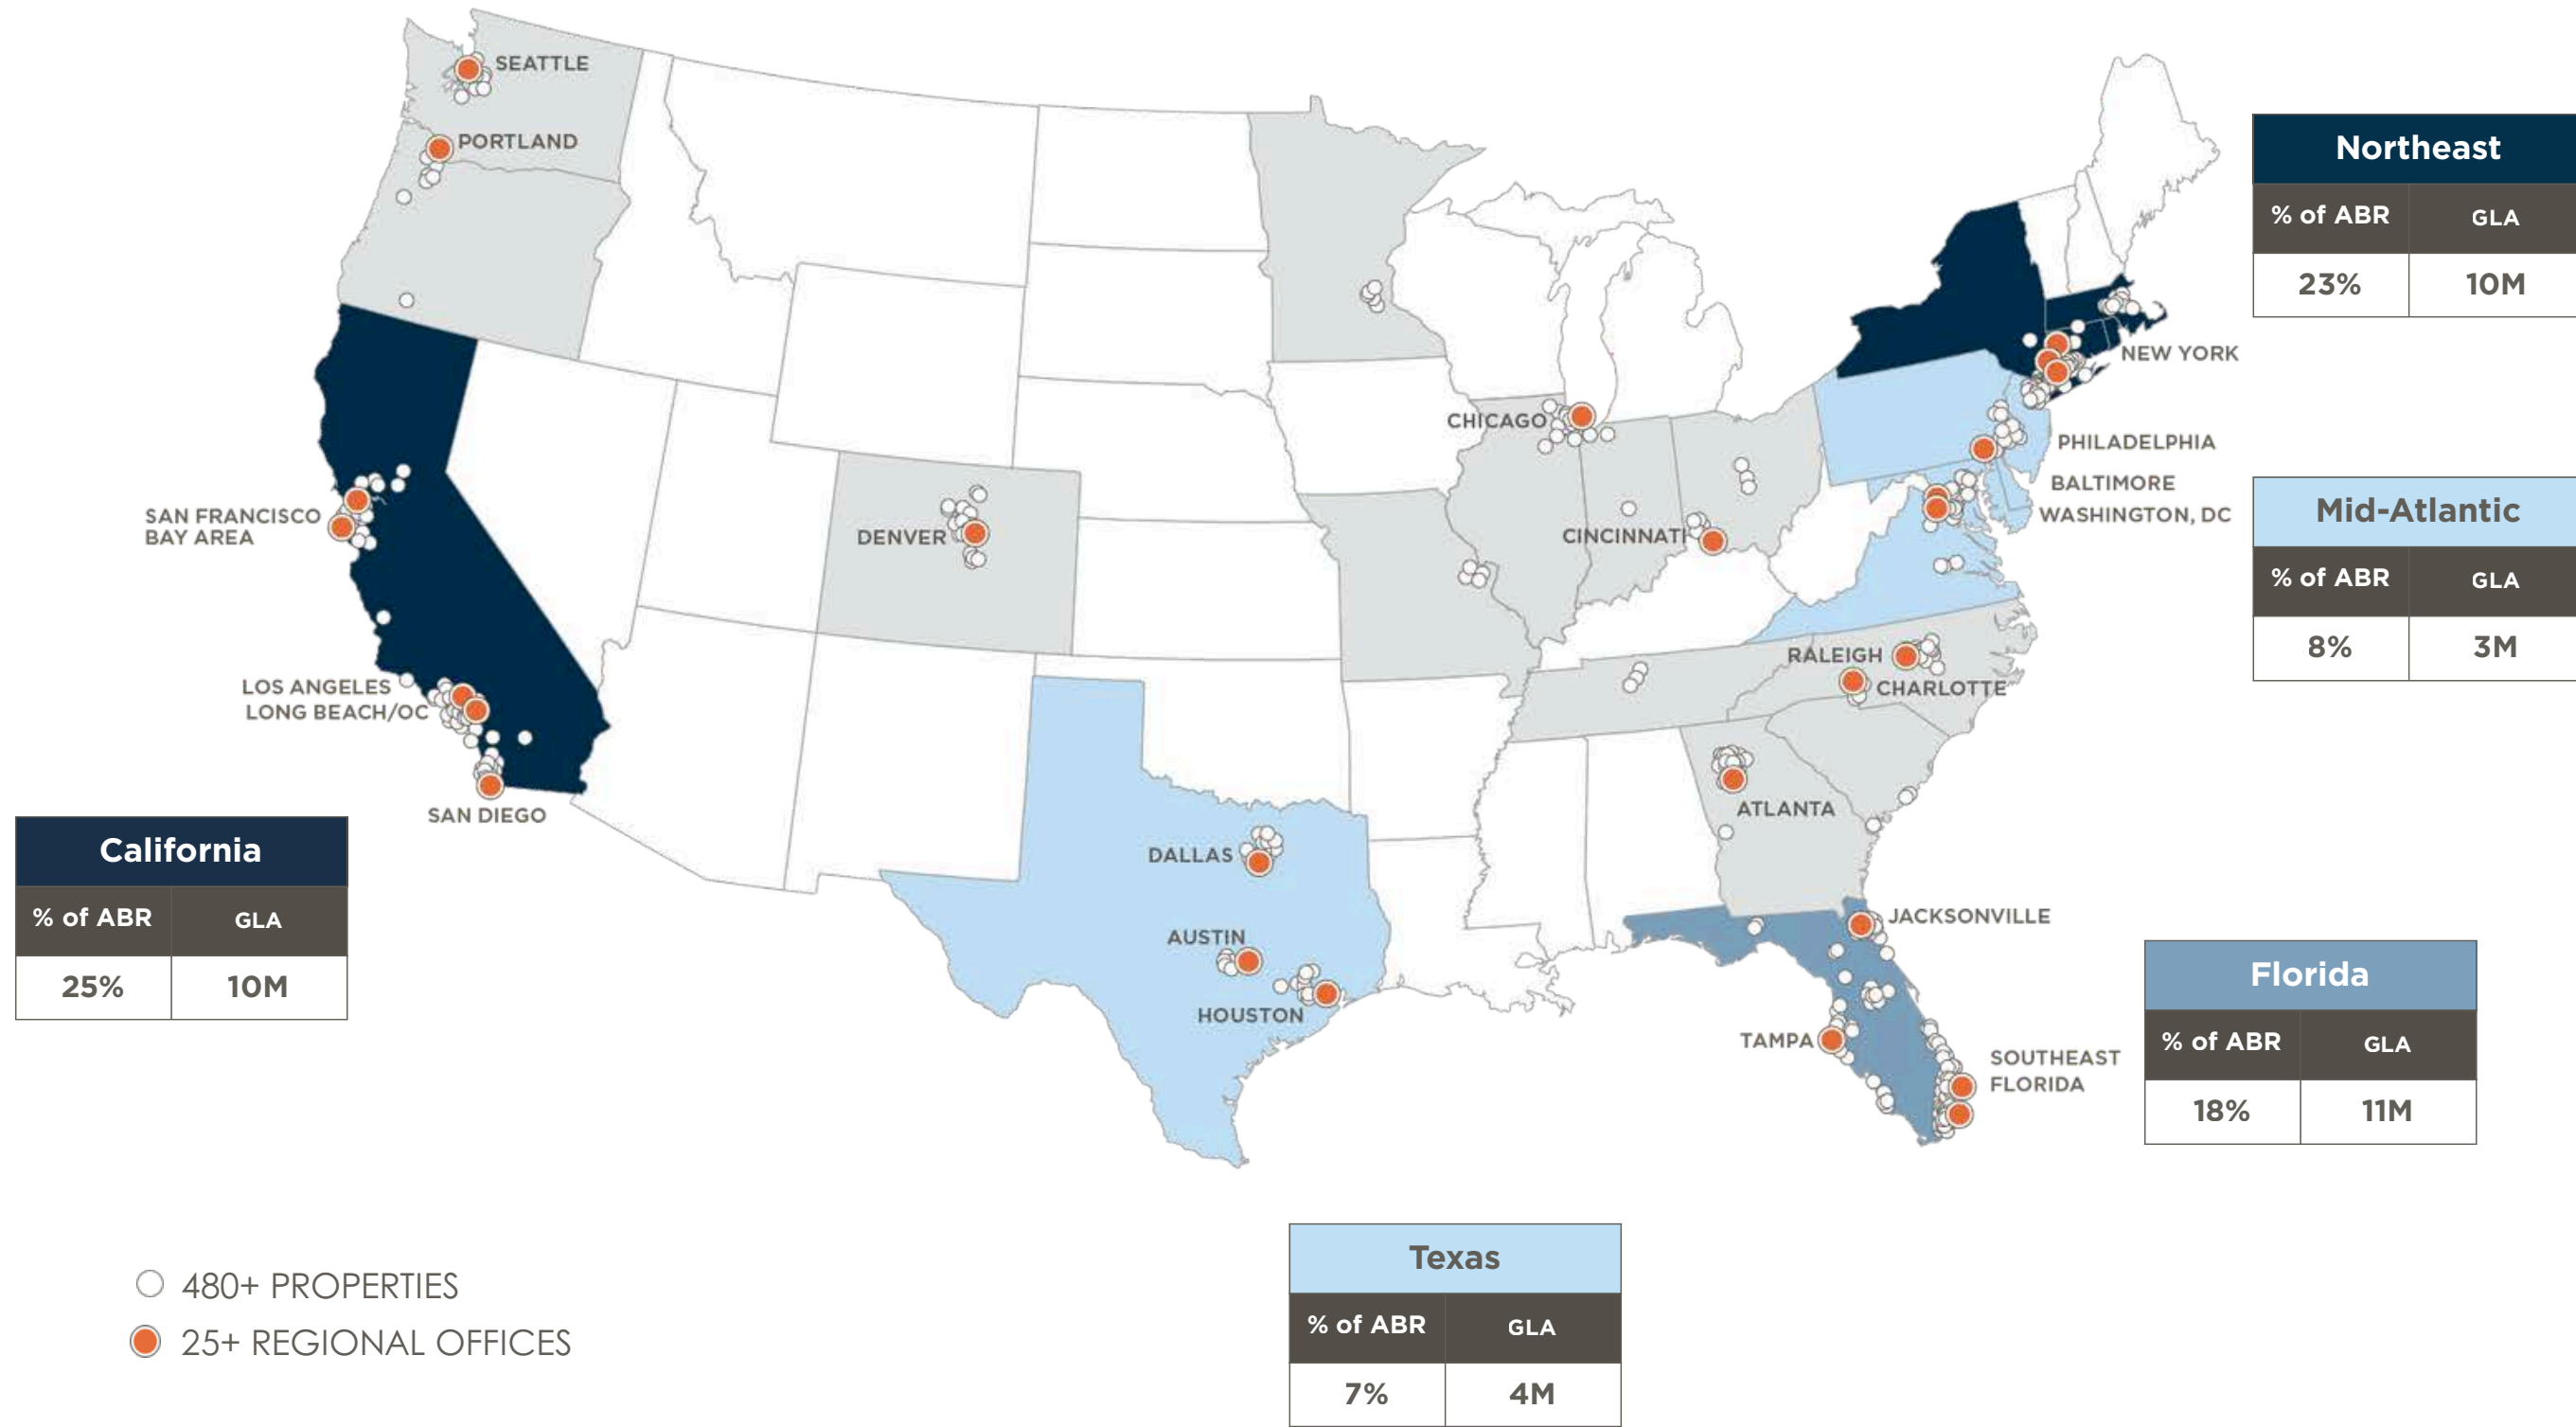 SEATTLE
PORTLAND
SAN FRANCISCO
BAY AREA
LOS ANGELES
LONG BEACH/OC
SAN DIEGO
DENVER
CHICAGO
CINCINNATI
NEW YORK
PHILADELPHIA
BALTIMORE
WASHINGTON, DC
RALEIGH
CHARLOTTE
ATLANTA
DALLAS
AUSTIN
HOUSTON
JACKSONVILLE
TAMPA
SOUTHEAST
FLORIDA
Northeast
% of ABR GLA
23% 10M
Mid-Atlantic
% of ABR GLA
8% 3M
California
% of ABR GLA
25% 10M
Florida
% of ABR GLA
18% 11M
Texas
% of ABR GLA
7% 4M
480+ PROPERTIES
25+ REGIONAL OFFICES